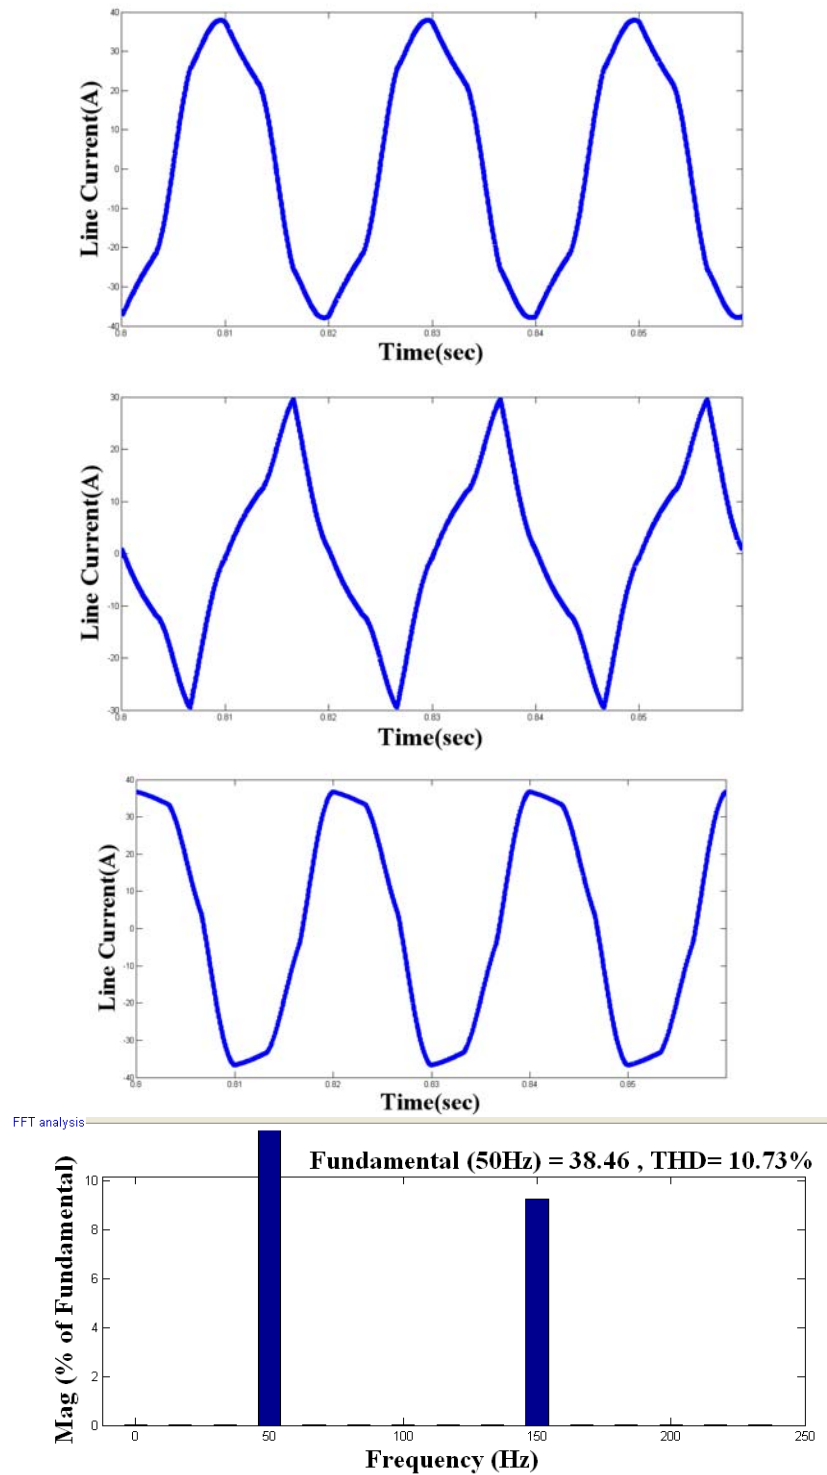 40
30
20
10
0
-10
-20
-30
-40
Line Current(A)
0.8 0.81 0.82 0.83 0.84 0.85
Time(sec)
30
20
10
0
-10
-20
-30
Line Current(A)
0.8 0.81 0.82 0.83 0.84 0.85
Time(sec)
40
30
20
10
0
-10
-20
-30
-40
Line Current(A)
0.8 0.81 0.82 0.83 0.84 0.85
Time(sec)
FFT analysis
Fundamental (50Hz) = 38.46 , THD= 10.73%
10
8
6
4
2
0
Mag (% of Fundamental)
0 50 100 150 200 250
Frequency (Hz)